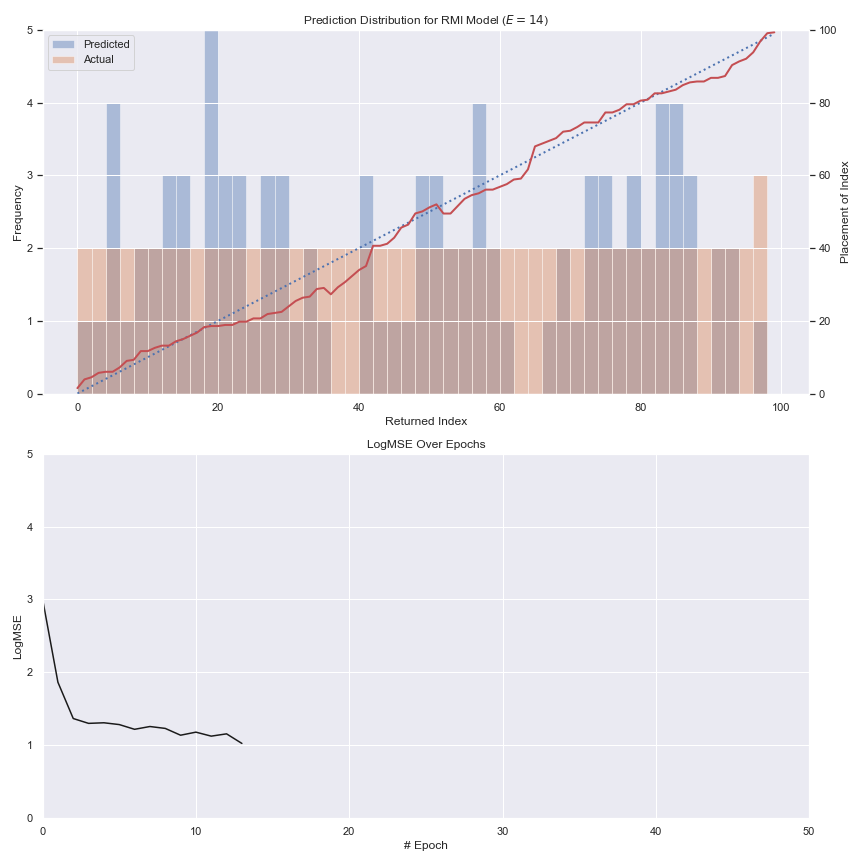 Prediction Distribution for RMI Model (E = 14)
Predicted
Actual
5
4
3
2
1
0
Frequency
100
80
60
40
20
0
Placement of Index
0 20 40 60 80 100
Returned Index
LogMSE Over Epochs
5
4
3
2
1
0
LogMSE
0 10 20 30 40 50
# Epoch